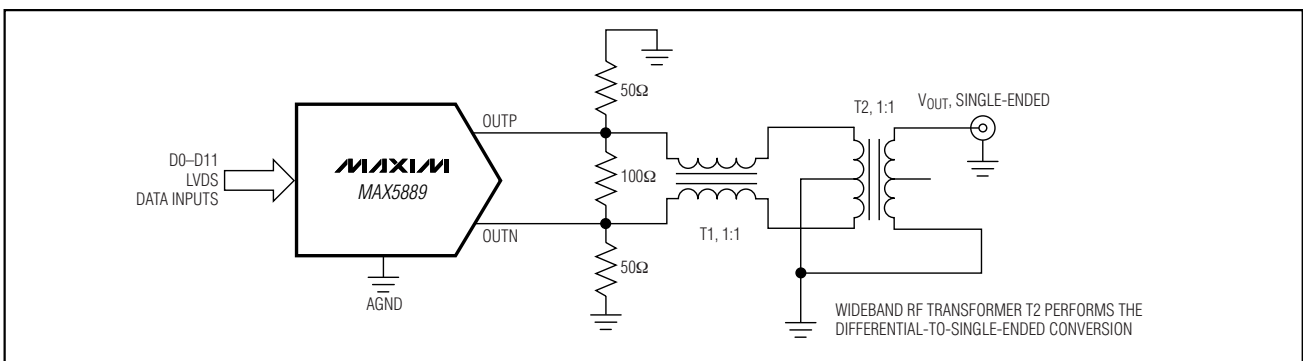 50Ω
OUTP
D0–D11
LVDS
DATA INPUTS
MAXIM
MAX5889
100Ω
OUTN
T1, 1:1
50Ω
AGND
T2, 1:1
VOUT, SINGLE-ENDED
WIDEBAND RF TRANSFORMER T2 PERFORMS THE
DIFFERENTIAL-TO-SINGLE-ENDED CONVERSION